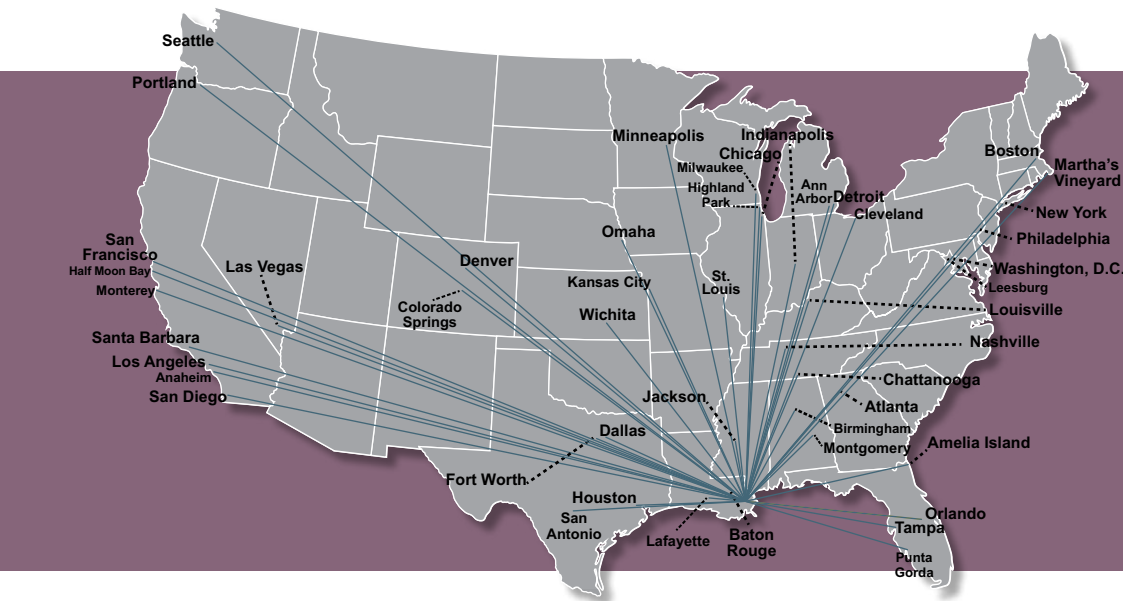 Seattle
Portland
Minneapolis
Indianapolis
Chicago
Milwaukee
Highland
Park
Ann
Arbor
Detroit
Cleveland
Boston
Martha's
Vineyard
New York
Philadelphia
Washington, D.C.
Leesburg
Louisville
Nashville
Chattanooga
Atlanta
Birmingham
Montgomery
Amelia Island
Omaha
Denver
Kansas City
St.
Louis
Wichita
Colorado
Springs
San
Francisco
Half Moon Bay
Monterey
Las Vegas
Santa Barbara
Los Angeles
Anaheim
San Diego
Jackson
Dallas
Fort Worth
Houston
San
Antonio
Lafayette
Baton
Rouge
Orlando
Tampa
Punta
Gorda